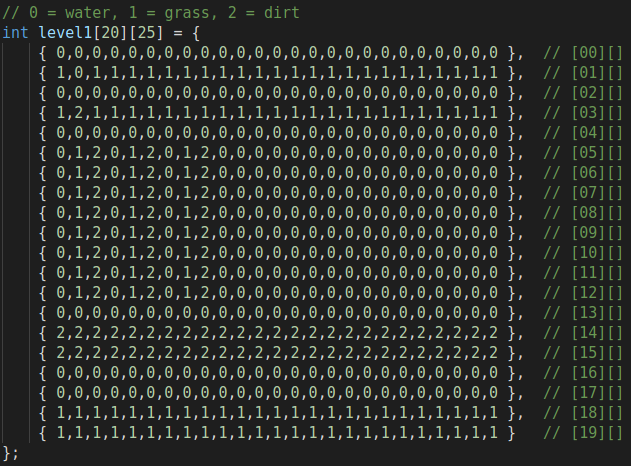 // 0 = water, 1 = grass, 2 = dirt
int level1[20][25] = {
{ 0,0,0,0,0,0,0,0,0,0,0,0,0,0,0,0,0,0,0,0,0,0,0,0,0 }, // [00][]
{ 1,0,1,1,1,1,1,1,1,1,1,1,1,1,1,1,1,1,1,1,1,1,1,1,1 }, // [01][]
{ 0,0,0,0,0,0,0,0,0,0,0,0,0,0,0,0,0,0,0,0,0,0,0,0,0 }, // [02][]
{ 1,2,1,1,1,1,1,1,1,1,1,1,1,1,1,1,1,1,1,1,1,1,1,1,1 }, // [03][]
{ 0,0,0,0,0,0,0,0,0,0,0,0,0,0,0,0,0,0,0,0,0,0,0,0,0 }, // [04][]
{ 0,1,2,0,1,2,0,1,2,0,0,0,0,0,0,0,0,0,0,0,0,0,0,0,0 }, // [05][]
{ 0,1,2,0,1,2,0,1,2,0,0,0,0,0,0,0,0,0,0,0,0,0,0,0,0 }, // [06][]
{ 0,1,2,0,1,2,0,1,2,0,0,0,0,0,0,0,0,0,0,0,0,0,0,0,0 }, // [07][]
{ 0,1,2,0,1,2,0,1,2,0,0,0,0,0,0,0,0,0,0,0,0,0,0,0,0 }, // [08][]
{ 0,1,2,0,1,2,0,1,2,0,0,0,0,0,0,0,0,0,0,0,0,0,0,0,0 }, // [09][]
{ 0,1,2,0,1,2,0,1,2,0,0,0,0,0,0,0,0,0,0,0,0,0,0,0,0 }, // [10][]
{ 0,1,2,0,1,2,0,1,2,0,0,0,0,0,0,0,0,0,0,0,0,0,0,0,0 }, // [11][]
{ 0,1,2,0,1,2,0,1,2,0,0,0,0,0,0,0,0,0,0,0,0,0,0,0,0 }, // [12][]
{ 0,0,0,0,0,0,0,0,0,0,0,0,0,0,0,0,0,0,0,0,0,0,0,0,0 }, // [13][]
{ 2,2,2,2,2,2,2,2,2,2,2,2,2,2,2,2,2,2,2,2,2,2,2,2,2 }, // [14][]
{ 2,2,2,2,2,2,2,2,2,2,2,2,2,2,2,2,2,2,2,2,2,2,2,2,2 }, // [15][]
{ 0,0,0,0,0,0,0,0,0,0,0,0,0,0,0,0,0,0,0,0,0,0,0,0,0 }, // [16][]
{ 0,0,0,0,0,0,0,0,0,0,0,0,0,0,0,0,0,0,0,0,0,0,0,0,0 }, // [17][]
{ 1,1,1,1,1,1,1,1,1,1,1,1,1,1,1,1,1,1,1,1,1,1,1,1,1 }, // [18][]
{ 1,1,1,1,1,1,1,1,1,1,1,1,1,1,1,1,1,1,1,1,1,1,1,1,1 } // [19][]
};